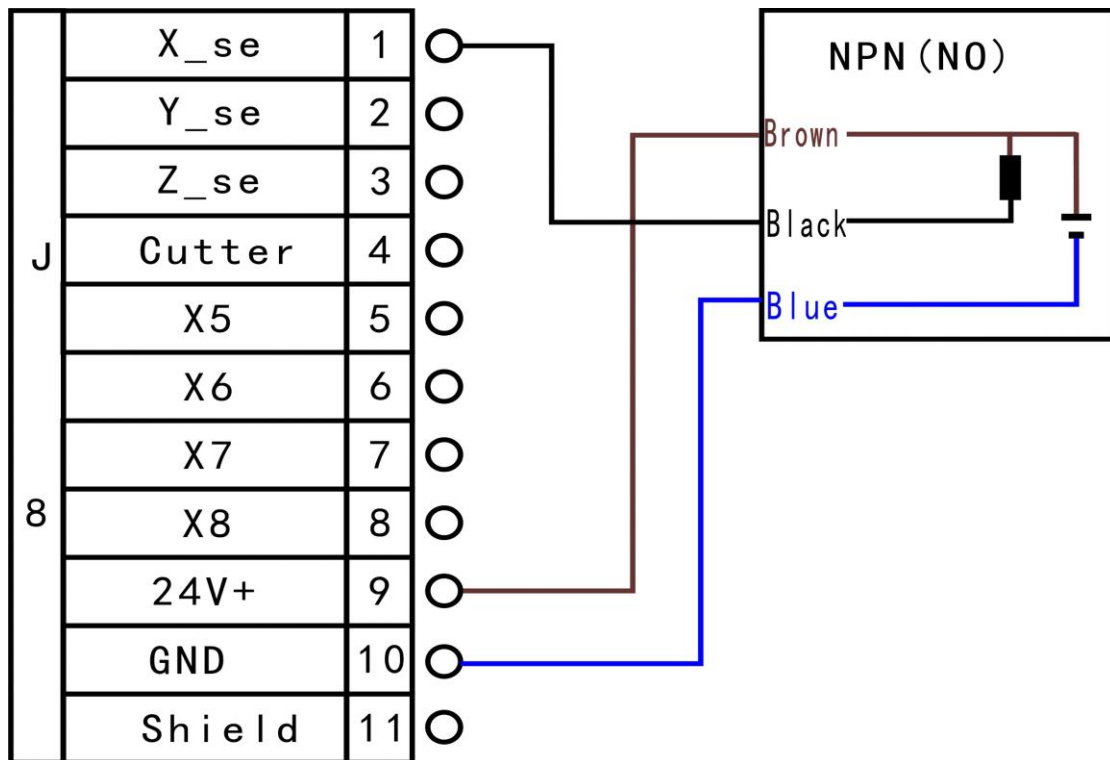 J 8
X_se 1
Y_se 2
Z_se 3
Cutter 4
X5 5
X6 6
X7 7
X8 8
24V+ 9
GND 10
Shield 11
NPN(NO)
Brown
Black
Blue